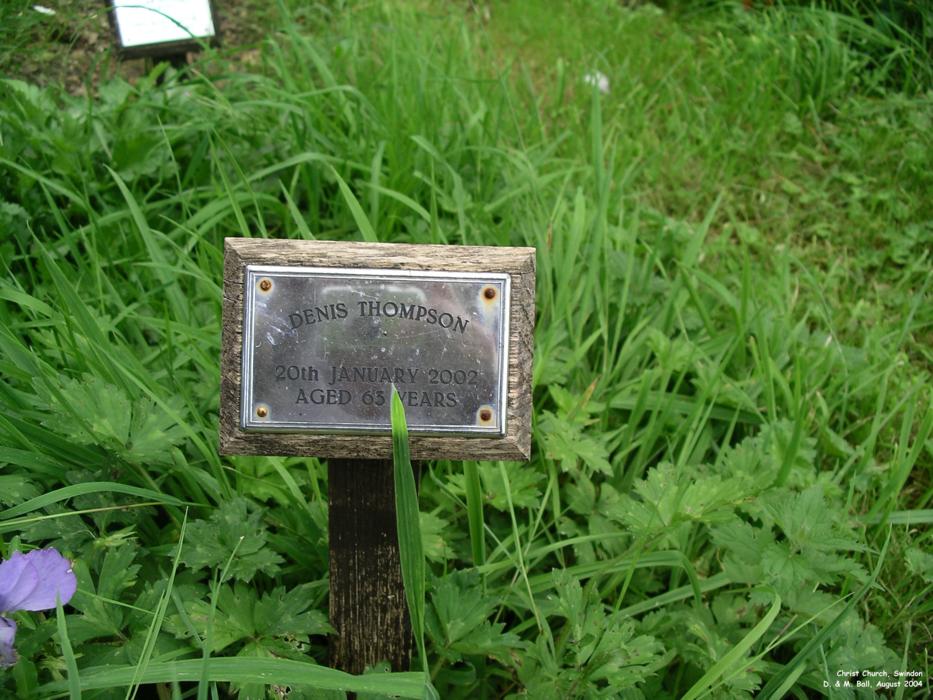 DENIS THOMPSON
20th JANUARY 2002
AGED 63 YEARS
Christ Church, Swindon
D. & M. Ball, August 2004